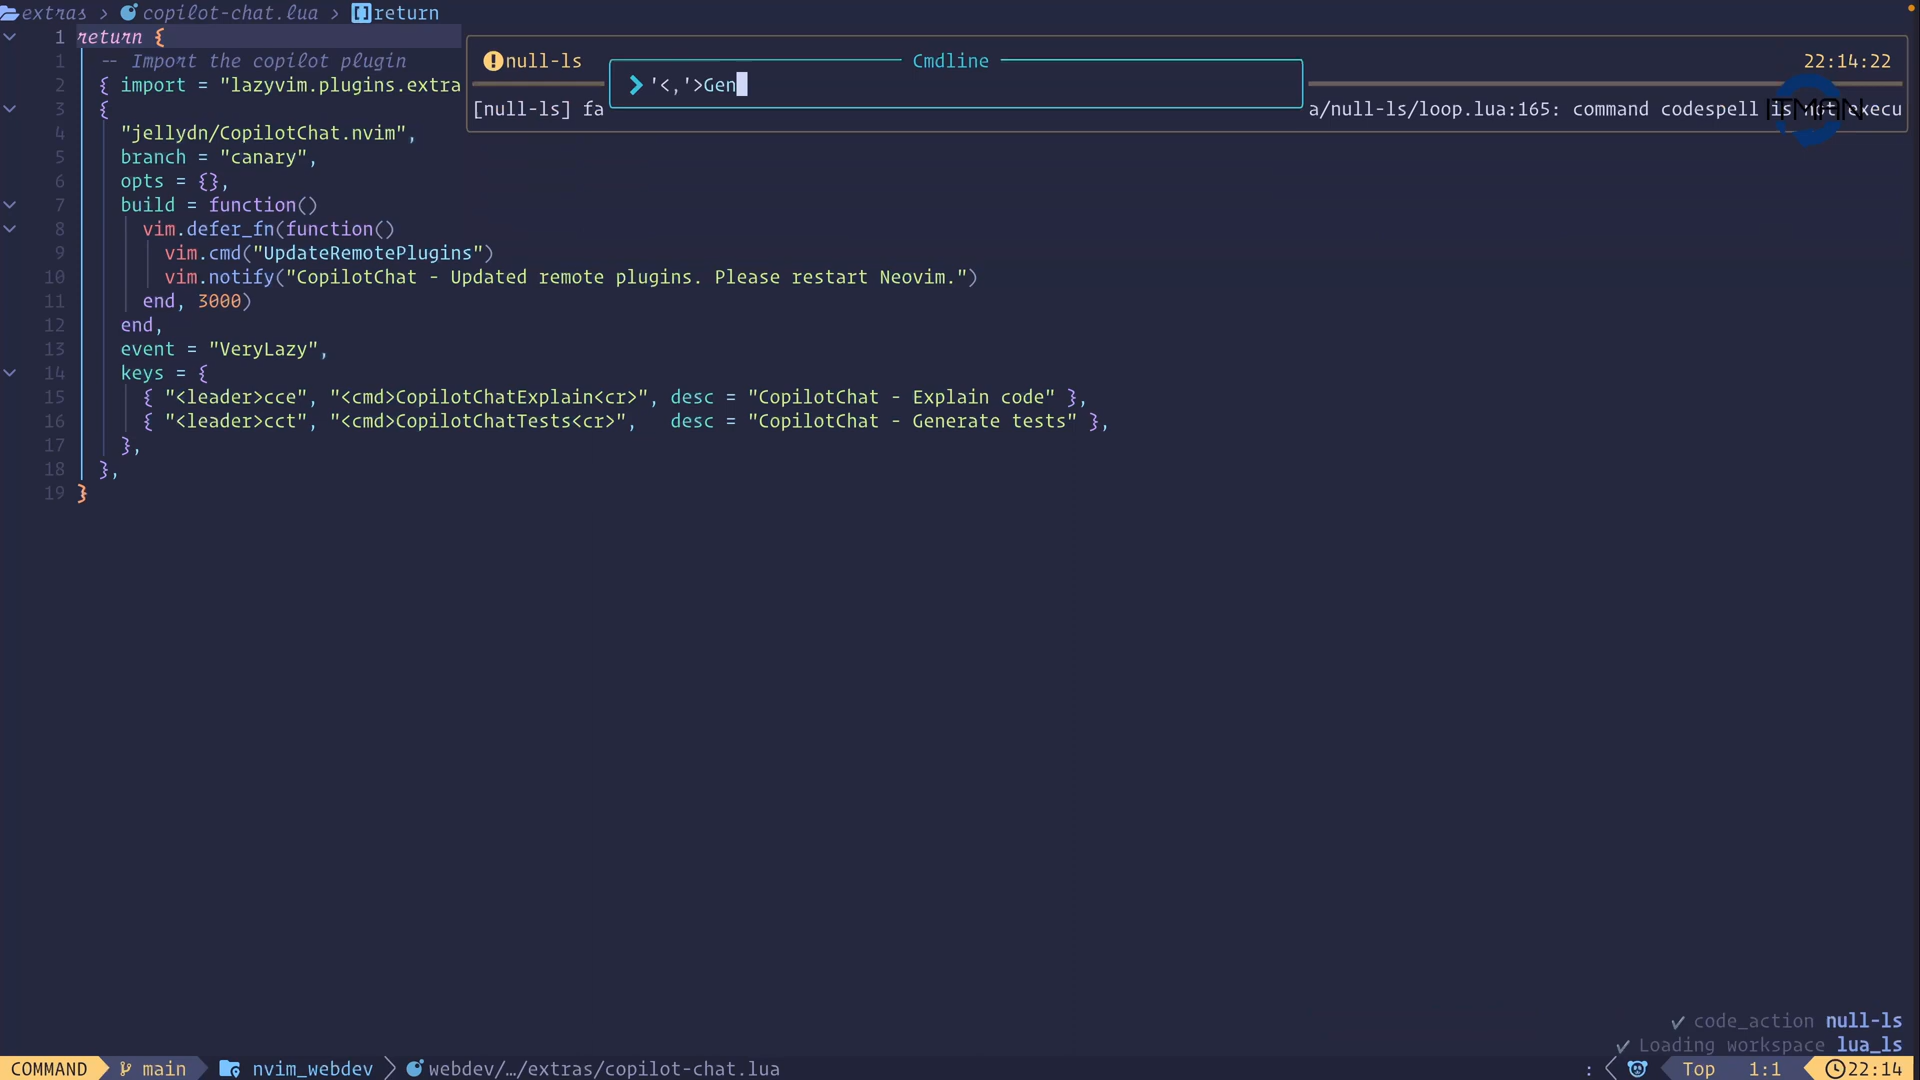 extras > copilot-chat.lua > []return
1 return {
1 -- Import the copilot plugin
2 { import = "lazyvim.plugins.extra
3 {
4 "jellydn/CopilotChat.nvim",
5 branch = "canary",
6 opts = {},
7 build = function()
8 vim.defer_fn(function()
9 vim.cmd("UpdateRemotePlugins")
10 vim.notify("CopilotChat - Updated remote plugins. Please restart Neovim.")
11 end, 3000)
12 end,
13 event = "VeryLazy",
14 keys = {
15 { "<leader>cce", "<cmd>CopilotChatExplain<cr>", desc = "CopilotChat - Explain code" },
16 { "<leader>cct", "<cmd>CopilotChatTests<cr>", desc = "CopilotChat - Generate tests" },
17 },
18 },
19 }
null-ls 22:14:22
Cmdline
'<,'>Gen
[null-ls] fa a/null-ls/loop.lua:165: command codespell is not execu
ITMAN
✓ code_action null-ls
✓ Loading workspace lua_ls
COMMAND main nvim_webdev > webdev/…/extras/copilot-chat.lua : Top 1:1 22:14